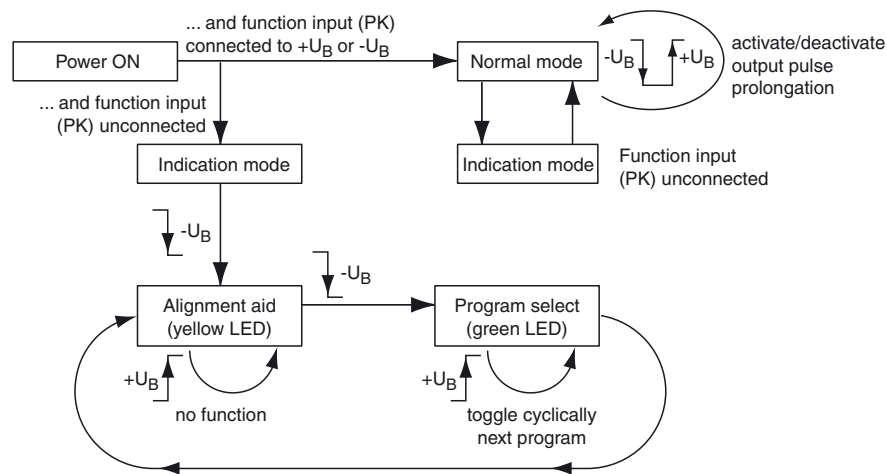 ... and function input (PK)
connected to +UB or -UB
Power ON
Normal mode
-UB
+UB
activate/deactivate
output pulse
prolongation
... and function input
(PK) unconnected
Indication mode
Indication mode
Function input
(PK) unconnected
-UB
-UB
Alignment aid
(yellow LED)
Program select
(green LED)
+UB
no function
+UB
toggle cyclically
next program